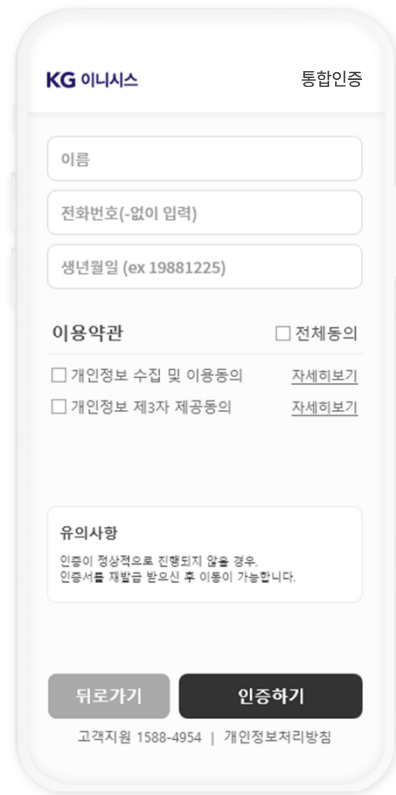 KG 이니시스 통합인증
이름
전화번호(-없이 입력)
생년월일 (ex 19881225)
이용약관 전체동의
개인정보 수집 및 이용동의 자세히보기
개인정보 제3자 제공동의 자세히보기
유의사항
인증이 정상적으로 진행되지 않을 경우,
인증서를 재발급 받으신 후 이동이 가능합니다.
뒤로가기 인증하기
고객지원 1588-4954 | 개인정보처리방침